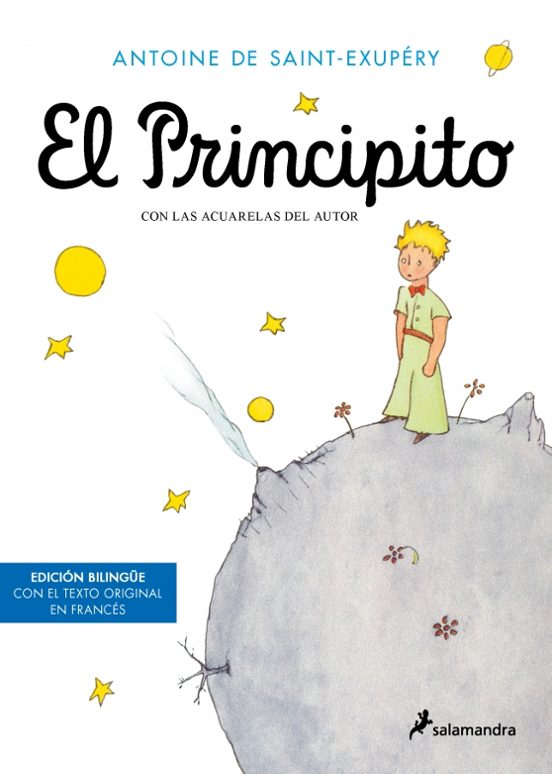 ANTOINE DE SAINT-EXUPÉRY
El Principito
CON LAS ACUARELAS DEL AUTOR
EDICIÓN BILINGÜE
CON EL TEXTO ORIGINAL
EN FRANCÉS
salamandra